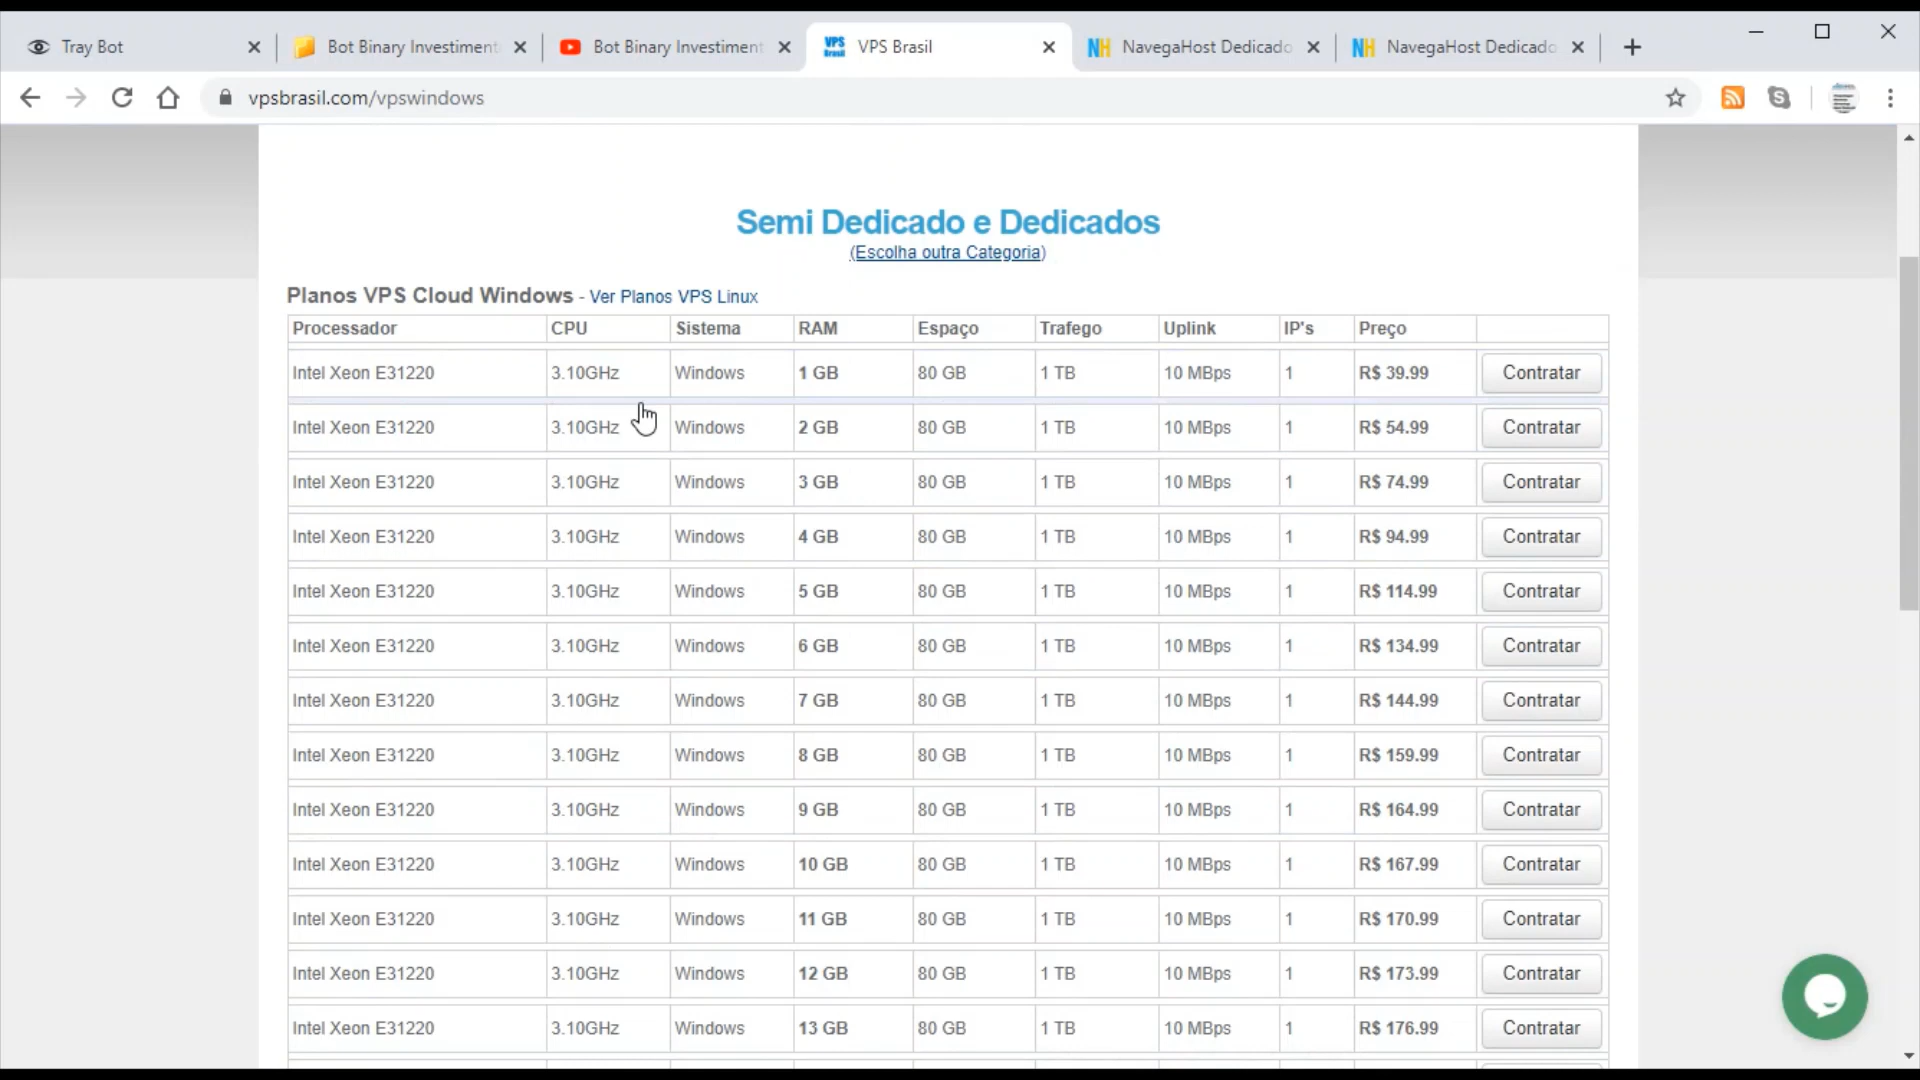 Tray Bot
Bot Binary Investiment
Bot Binary Investiment
VPS Brasil
VPS Brasil
NH NavegaHost Dedicado
NH NavegaHost Dedicado
vpsbrasil.com/vpswindows
Semi Dedicado e Dedicados
(Escolha outra Categoria)
Planos VPS Cloud Windows - Ver Planos VPS Linux
Processador CPU Sistema RAM Espaço Trafego Uplink IP's Preço
Intel Xeon E31220 3.10GHz Windows 1 GB 80 GB 1 TB 10 MBps 1 R$ 39.99 Contratar
Intel Xeon E31220 3.10GHz Windows 2 GB 80 GB 1 TB 10 MBps 1 R$ 54.99 Contratar
Intel Xeon E31220 3.10GHz Windows 3 GB 80 GB 1 TB 10 MBps 1 R$ 74.99 Contratar
Intel Xeon E31220 3.10GHz Windows 4 GB 80 GB 1 TB 10 MBps 1 R$ 94.99 Contratar
Intel Xeon E31220 3.10GHz Windows 5 GB 80 GB 1 TB 10 MBps 1 R$ 114.99 Contratar
Intel Xeon E31220 3.10GHz Windows 6 GB 80 GB 1 TB 10 MBps 1 R$ 134.99 Contratar
Intel Xeon E31220 3.10GHz Windows 7 GB 80 GB 1 TB 10 MBps 1 R$ 144.99 Contratar
Intel Xeon E31220 3.10GHz Windows 8 GB 80 GB 1 TB 10 MBps 1 R$ 159.99 Contratar
Intel Xeon E31220 3.10GHz Windows 9 GB 80 GB 1 TB 10 MBps 1 R$ 164.99 Contratar
Intel Xeon E31220 3.10GHz Windows 10 GB 80 GB 1 TB 10 MBps 1 R$ 167.99 Contratar
Intel Xeon E31220 3.10GHz Windows 11 GB 80 GB 1 TB 10 MBps 1 R$ 170.99 Contratar
Intel Xeon E31220 3.10GHz Windows 12 GB 80 GB 1 TB 10 MBps 1 R$ 173.99 Contratar
Intel Xeon E31220 3.10GHz Windows 13 GB 80 GB 1 TB 10 MBps 1 R$ 176.99 Contratar